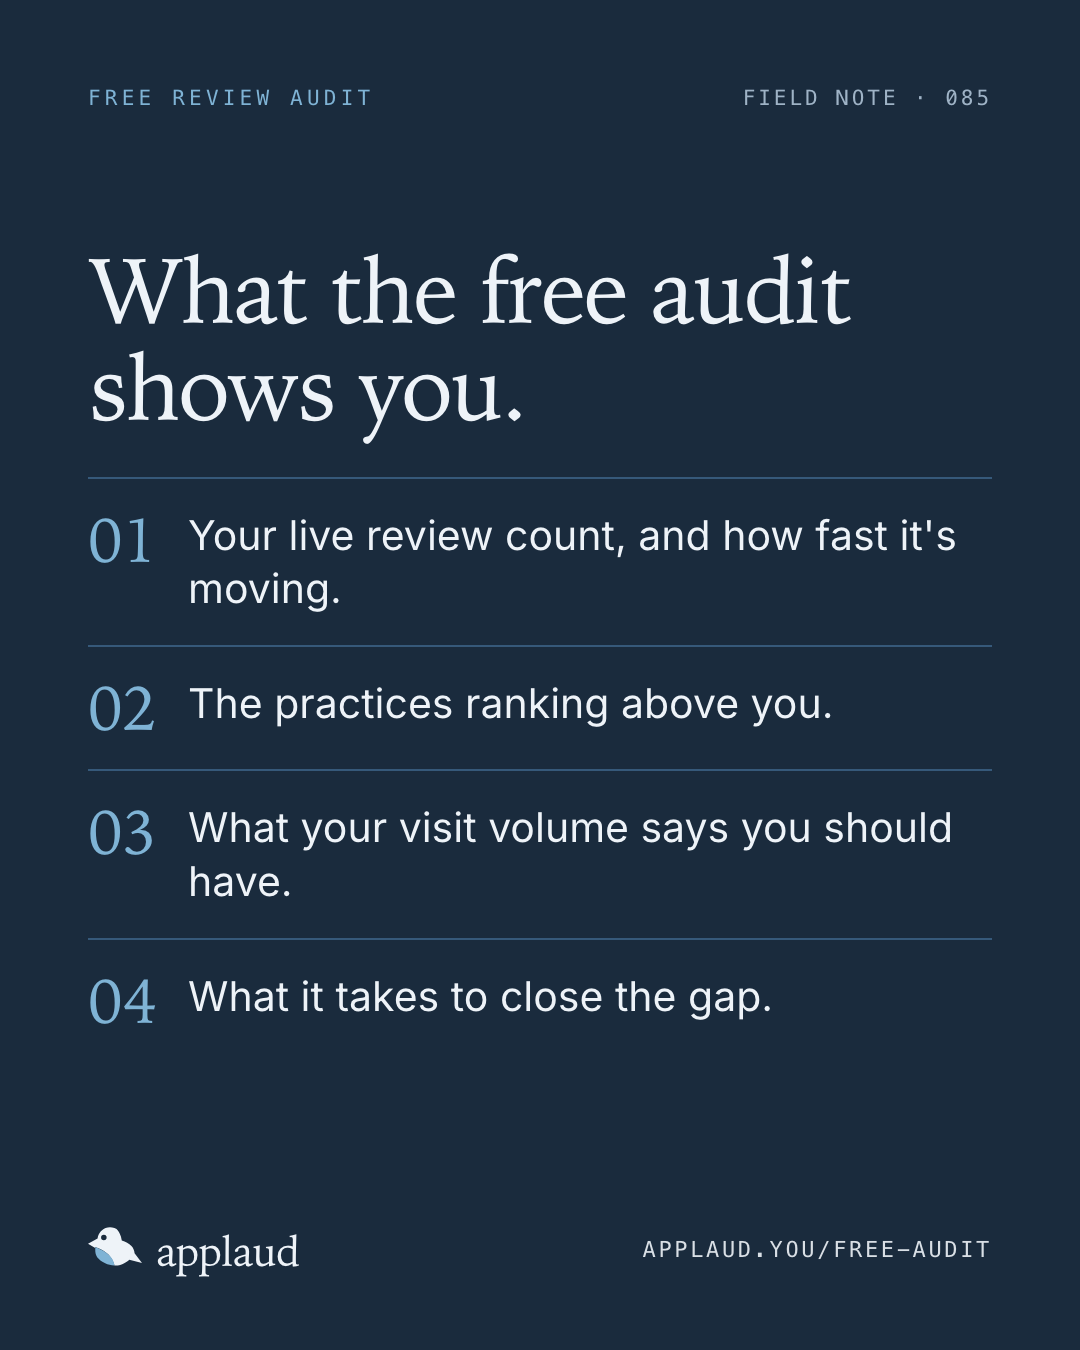 FREE REVIEW AUDIT
FIELD NOTE · 085
What the free audit
shows you.
01 Your live review count, and how fast it's
moving.
02 The practices ranking above you.
03 What your visit volume says you should
have.
04 What it takes to close the gap.
applaud
APPLAUD.YOU/FREE-AUDIT